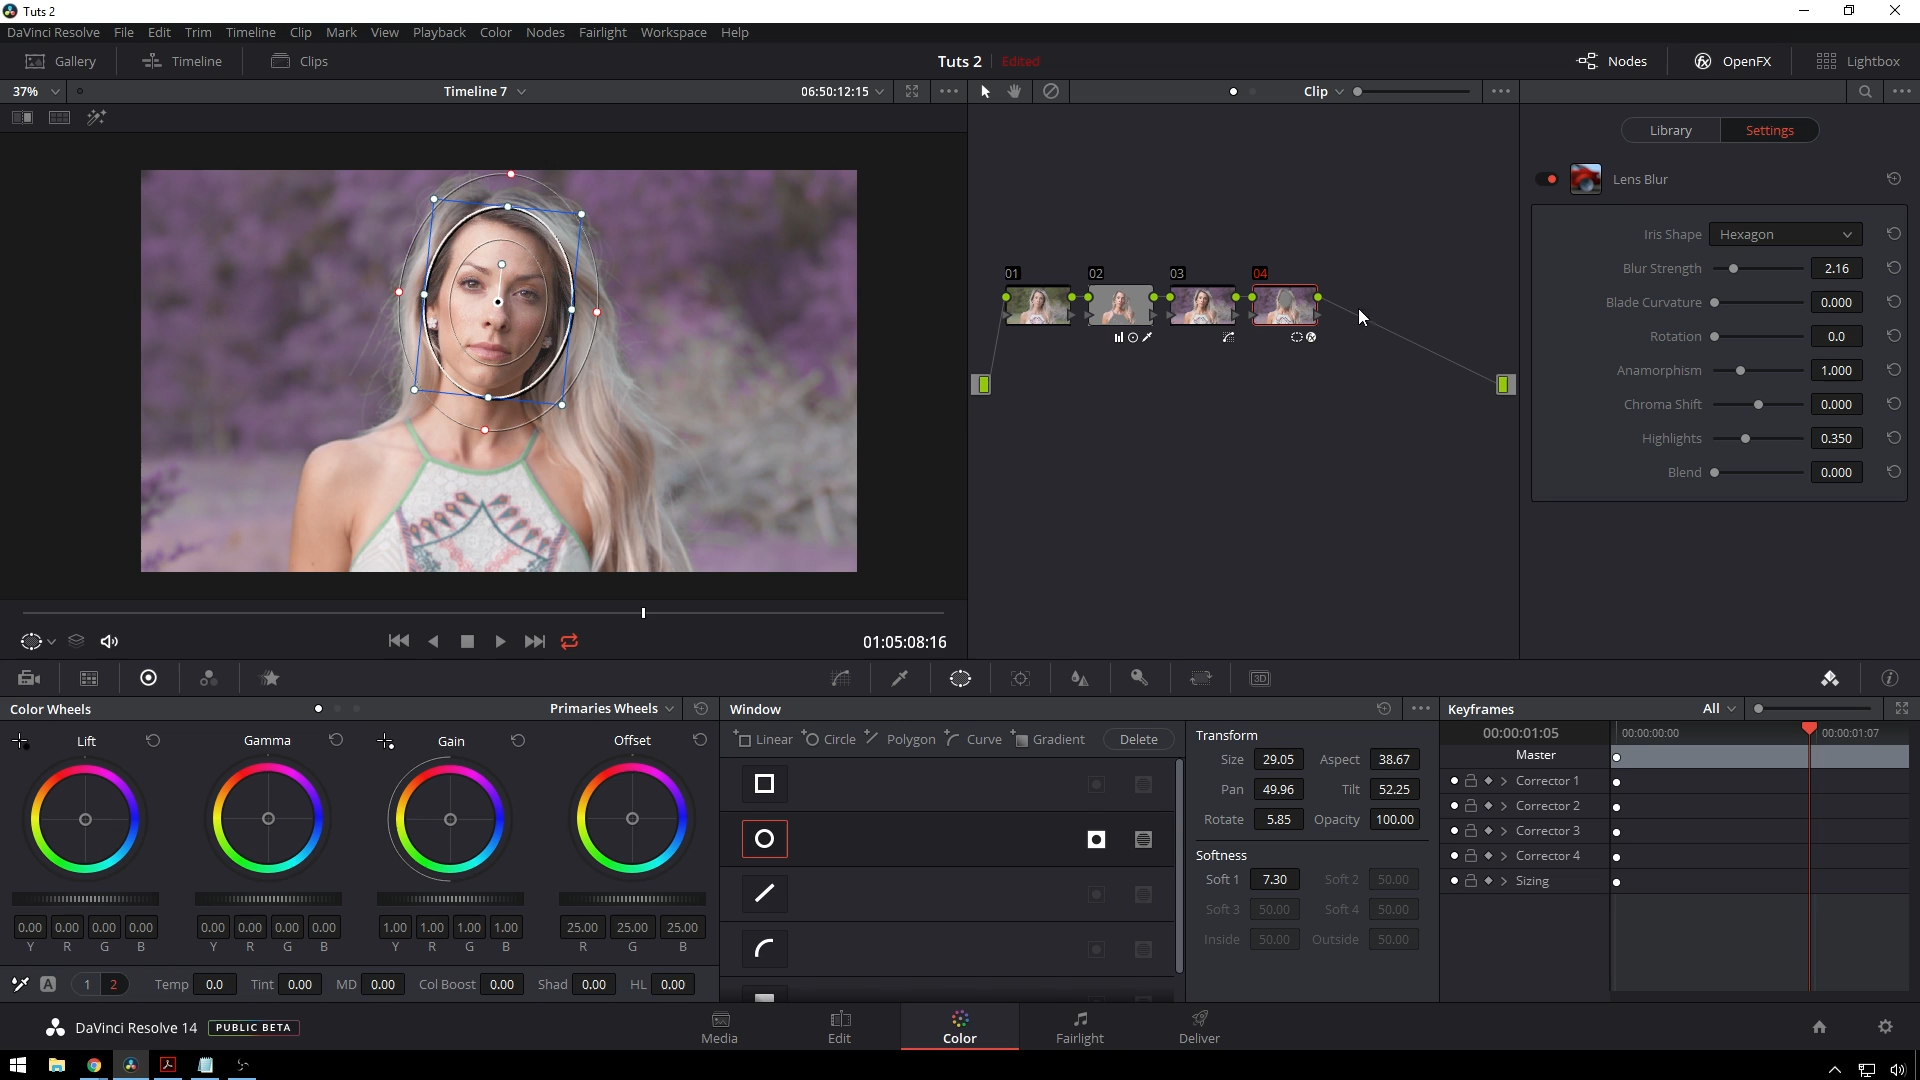 Tuts 2
DaVinci Resolve File Edit Trim Timeline Clip Mark View Playback Color Nodes Fairlight Workspace Help
Gallery Timeline Clips Tuts 2 Edited Nodes OpenFX Lightbox
37% Timeline 7 06:50:12:15 Clip
Library Settings
Lens Blur
Iris Shape Hexagon
Blur Strength 2.16
Blade Curvature 0.000
Rotation 0.0
Anamorphism 1.000
Chroma Shift 0.000
Highlights 0.350
Blend 0.000
01 02 03 04
01:05:08:16
3D
Color Wheels Primaries Wheels
Lift Gamma Gain Offset
0.00 0.00 0.00 0.00 0.00 0.00 0.00 0.00 1.00 1.00 1.00 1.00 25.00 25.00 25.00
Y R G B Y R G B Y R G B R G B
A 1 2 Temp 0.0 Tint 0.00 MD 0.00 Col Boost 0.00 Shad 0.00 HL 0.00
Window
Linear Circle Polygon Curve Gradient Delete
Transform
Size 29.05 Aspect 38.67
Pan 49.96 Tilt 52.25
Rotate 5.85 Opacity 100.00
Softness
Soft 1 7.30 Soft 2 50.00
Soft 3 50.00 Soft 4 50.00
Inside 50.00 Outside 50.00
Keyframes All
00:00:01:05 00:00:00:00 00:00:01:07
Master
Corrector 1
Corrector 2
Corrector 3
Corrector 4
Sizing
DaVinci Resolve 14 PUBLIC BETA
Media Edit Color Fairlight Deliver